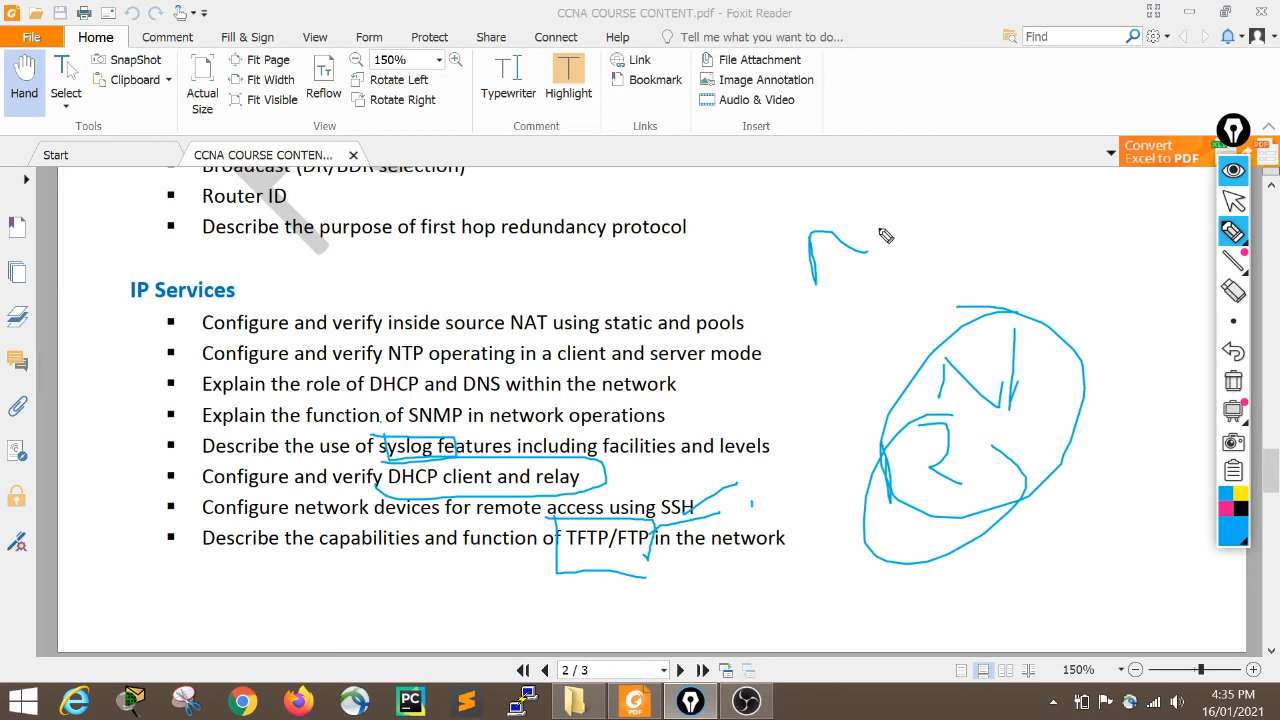 CCNA COURSE CONTENT.pdf - Foxit Reader
File Home Comment Fill & Sign View Form Protect Share Connect Help Tell me what you want to do... Find
Hand
Select
SnapShot
Clipboard
Tools
Actual Size
Fit Page
Fit Width
Fit Visible
Reflow
150%
Rotate Left
Rotate Right
View
Typewriter
Highlight
Comment
Link
Bookmark
Links
File Attachment
Image Annotation
Audio & Video
Insert
Start CCNA COURSE CONTEN...
Convert
Excel to PDF
Broadcast (DR/BDR selection)
Router ID
Describe the purpose of first hop redundancy protocol
IP Services
Configure and verify inside source NAT using static and pools
Configure and verify NTP operating in a client and server mode
Explain the role of DHCP and DNS within the network
Explain the function of SNMP in network operations
Describe the use of syslog features including facilities and levels
Configure and verify DHCP client and relay
Configure network devices for remote access using SSH
Describe the capabilities and function of TFTP/FTP in the network
2 / 3
150%
4:35 PM
16/01/2021